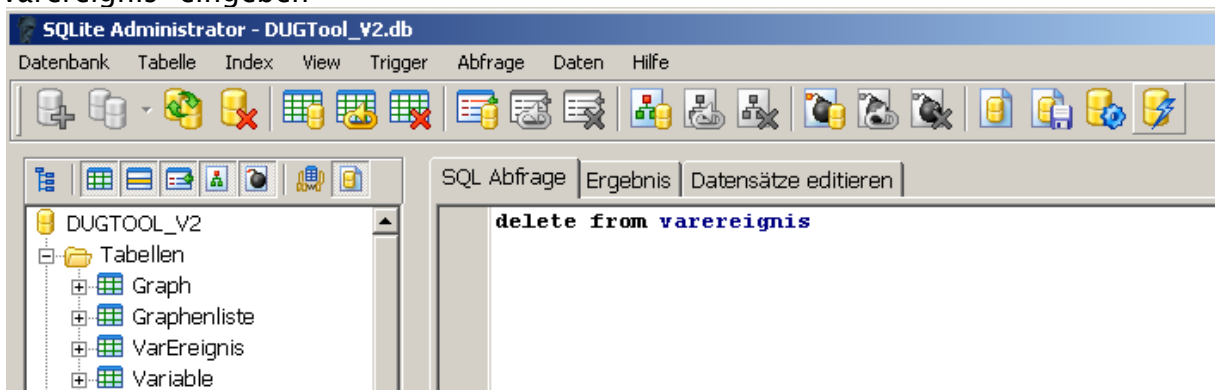 varereignis" eingeben
SQLite Administrator - DUGTool_V2.db
Datenbank Tabelle Index View Trigger Abfrage Daten Hilfe
SQL Abfrage Ergebnis Datensätze editieren
delete from varereignis
DUGTOOL_V2
Tabellen
Graph
Graphenliste
VarEreignis
Variable